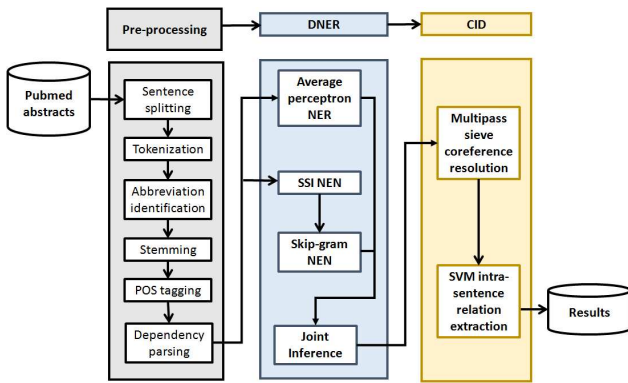 Pre-processing
DNER
CID
Pubmed
abstracts
Sentence
splitting
Tokenization
Abbreviation
identification
Stemming
POS tagging
Dependency
parsing
Average
perceptron
NER
SSI NEN
Skip-gram
NEN
Joint
Inference
Multipass
sieve
coreference
resolution
SVM intra-
sentence
relation
extraction
Results